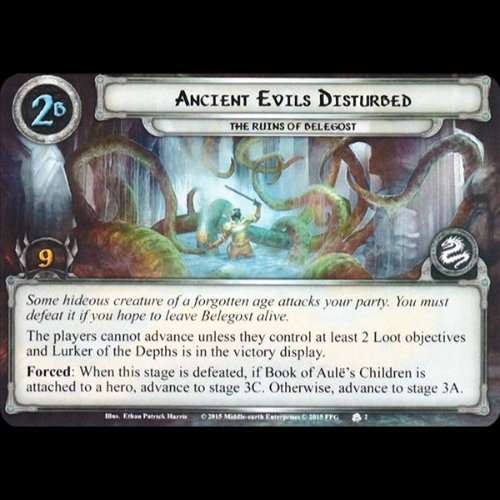 2B
ANCIENT EVILS DISTURBED
THE RUINS OF BELEGOST
9
Some hideous creature of a forgotten age attacks your party. You must
defeat it if you hope to leave Belegost alive.
The players cannot advance unless they control at least 2 Loot objectives
and Lurker of the Depths is in the victory display.
Forced: When this stage is defeated, if Book of Aulë's Children is
attached to a hero, advance to stage 3C. Otherwise, advance to stage 3A.
Illus. Ethan Patrick Harris © 2015 Middle-earth Enterprises © 2015 FFG 2